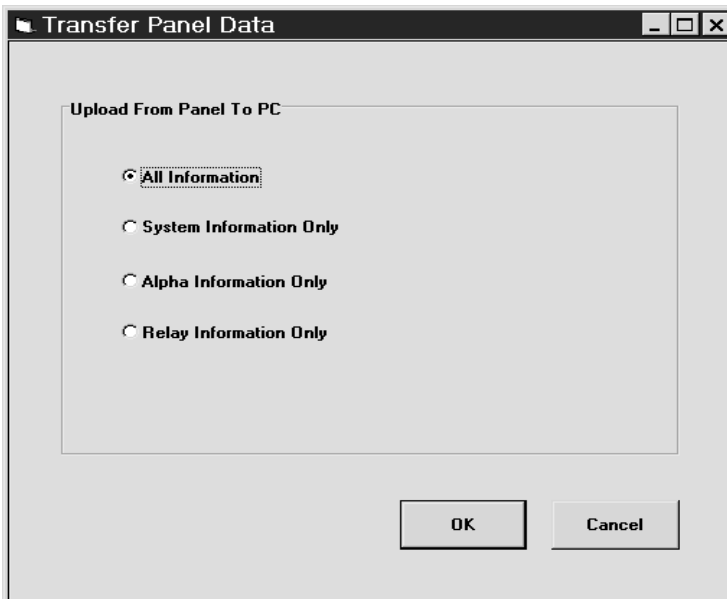 Transfer Panel Data
Upload From Panel To PC
All Information
System Information Only
Alpha Information Only
Relay Information Only
OK Cancel